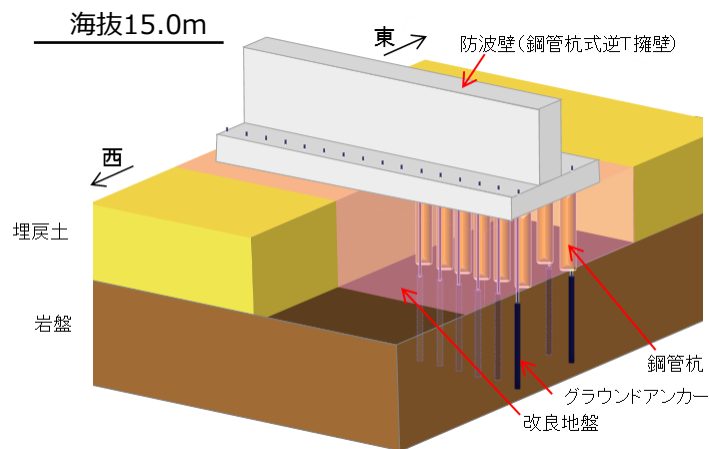 海抜15.0m
東
防波壁（鋼管杭式逆T擁壁）
西
埋戻土
岩盤
鋼管杭
グラウンドアンカー
改良地盤